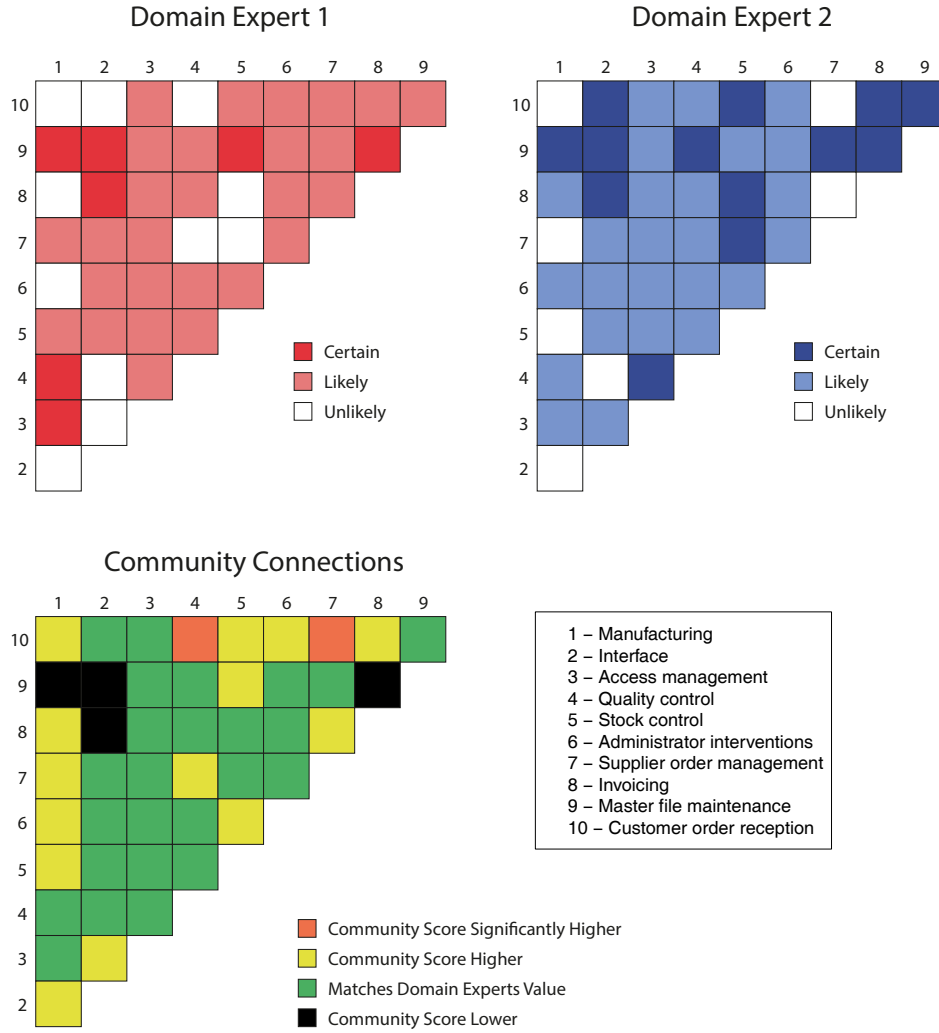 Domain Expert 1
1 2 3 4 5 6 7 8 9
10
9
8
7
6
5
4
3
2
Certain
Likely
Unlikely
Domain Expert 2
1 2 3 4 5 6 7 8 9
10
9
8
7
6
5
4
3
2
Certain
Likely
Unlikely
Community Connections
1 2 3 4 5 6 7 8 9
10
9
8
7
6
5
4
3
2
Community Score Significantly Higher
Community Score Higher
Matches Domain Experts Value
Community Score Lower
1 – Manufacturing
2 – Interface
3 – Access management
4 – Quality control
5 – Stock control
6 – Administrator interventions
7 – Supplier order management
8 – Invoicing
9 – Master file maintenance
10 – Customer order reception